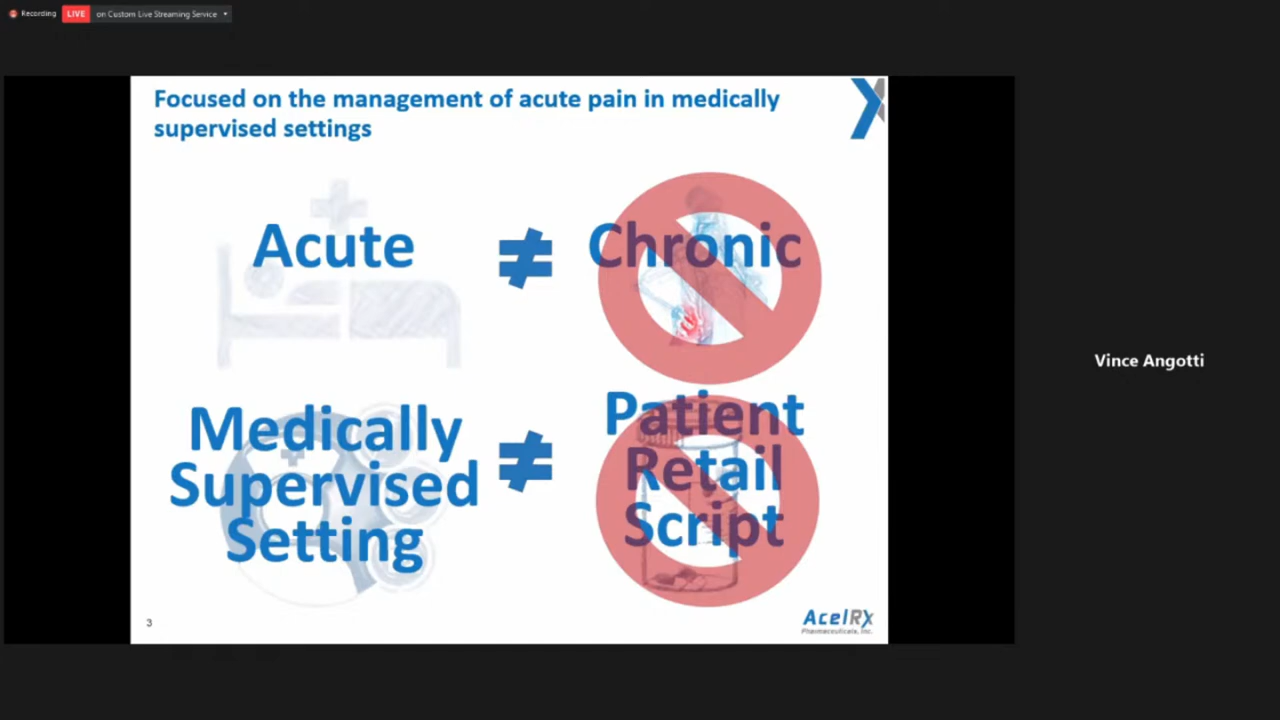 Recording
LIVE
on Custom Live Streaming Service
Focused on the management of acute pain in medically
supervised settings
Acute ≠ Chronic
Medically
Supervised
Setting
≠
Patient
Retail
Script
3
AcelRx
Pharmaceuticals, Inc.
Vince Angotti